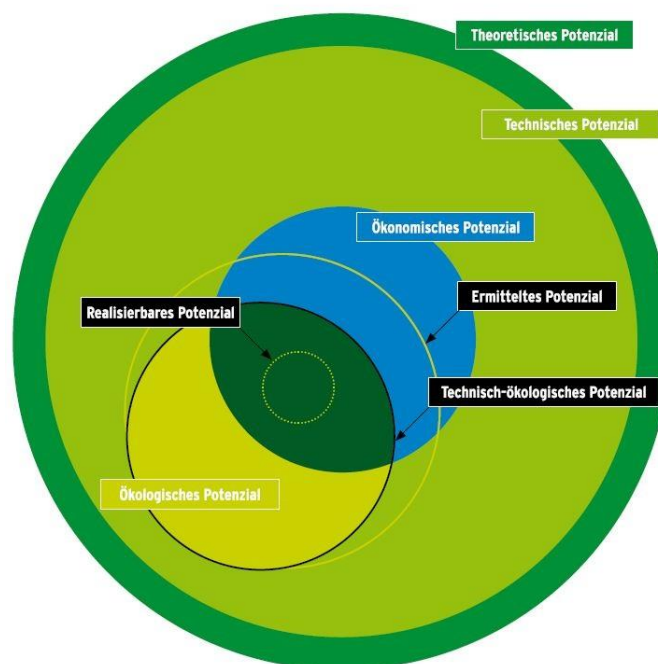 Theoretisches Potenzial
Technisches Potenzial
Ökonomisches Potenzial
Ermitteltes Potenzial
Realisierbares Potenzial
Technisch-ökologisches Potenzial
Ökologisches Potenzial